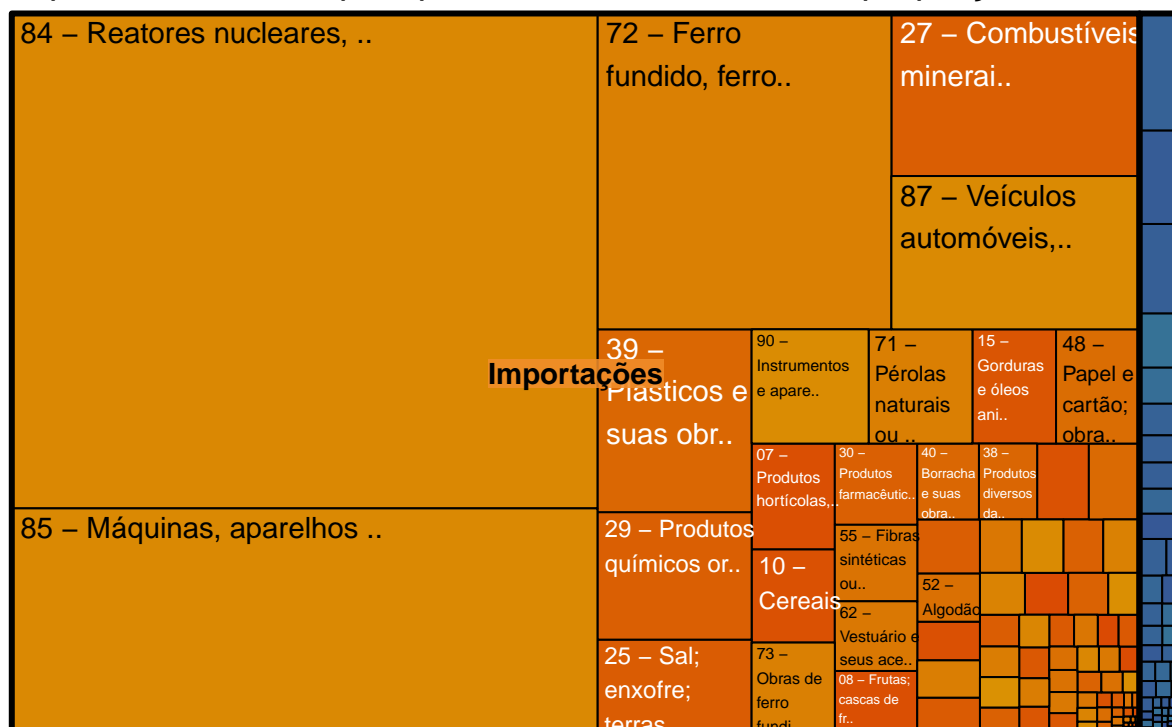 84 – Reatores nucleares, ..
72 – Ferro
fundido, ferro..
27 – Combustíveis
minerai..
87 – Veículos
automóveis,..
39 –
Plásticos e
suas obr..
Importações
90 –
Instrumentos
e apare..
71 –
Pérolas
naturais
ou ..
15 –
Gorduras
e óleos
ani..
48 –
Papel e
cartão;
obra..
07 –
Produtos
hortícolas,..
30 –
Produtos
farmacêutic..
40 –
Borracha
e suas
obra..
38 –
Produtos
diversos
da..
85 – Máquinas, aparelhos ..
29 – Produtos
químicos or..
10 –
Cereais
55 – Fibras
sintéticas
ou..
52 –
Algodão
62 –
Vestuário e
seus ace..
25 – Sal;
enxofre;
terras
73 –
Obras de
ferro
fundi
08 – Frutas;
cascas de
fr..